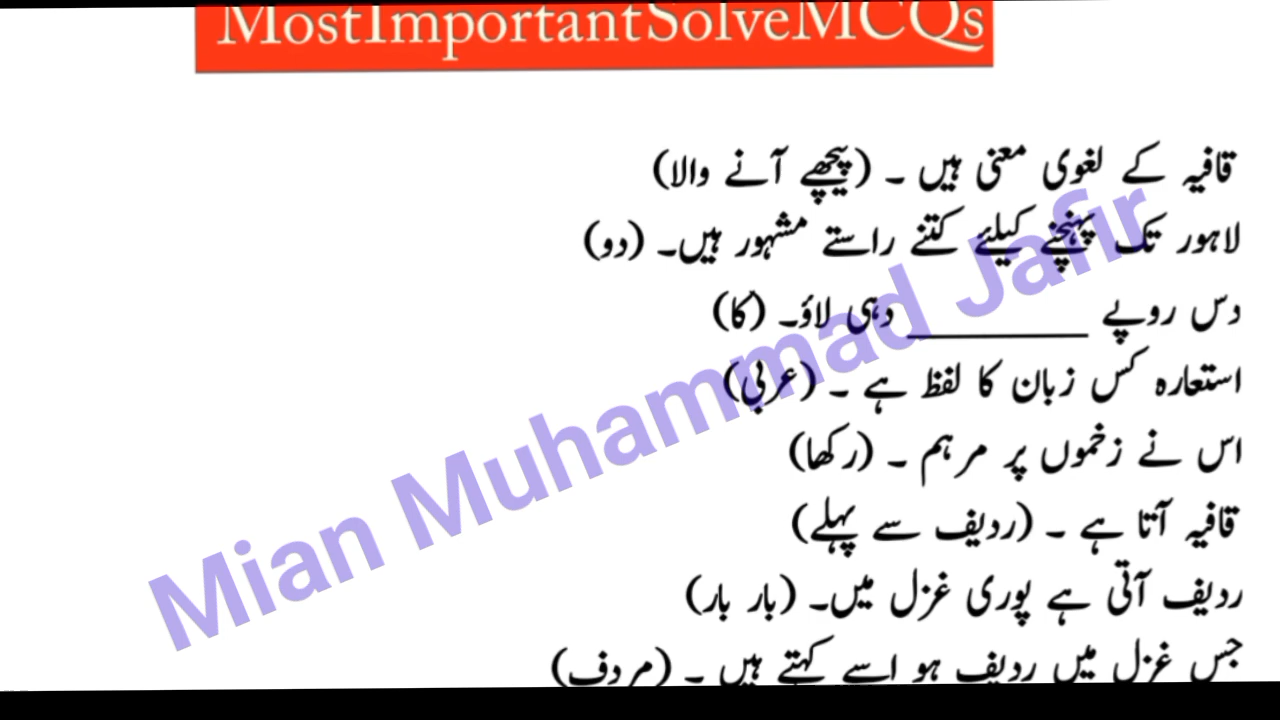 MostImportantSolveMCQs
قافیہ کے لغوی معنی ہیں ۔ (پیچھے آنے والا)
لاہور تک پہنچنے کیلئے کتنے راستے مشہور ہیں۔ (دو)
دس روپے __________ دہی لاؤ۔ (کا)
استعارہ کس زبان کا لفظ ہے ۔ (عربی)
اس نے زخموں پر مرہم ۔ (رکھا)
قافیہ آتا ہے ۔ (ردیف سے پہلے)
ردیف آتی ہے پوری غزل میں۔ (بار بار)
جس غزل میں ردیف ہو اسے کہتے ہیں ۔ (مردف)
Mian Muhammad Jafir